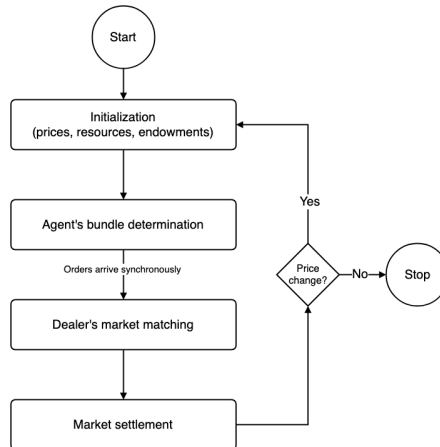 Start
Initialization
(prices, resources, endowments)
Agent's bundle determination
Orders arrive synchronously
Dealer's market matching
Market settlement
Price
change?
Yes
No
Stop